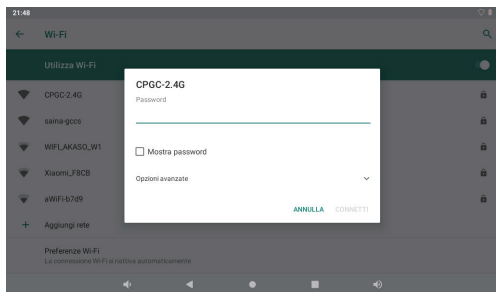 21:48
Wi-Fi
Utilizza Wi-Fi
CPGC-2.4G
Password
Mostra password
Opzioni avanzate
ANNULLA CONNETTI
CPGC-2.4G
sama-gccs
WIFI_AKASO_W1
Xiaomi_F8CB
aWiFi-b7d9
Aggiungi rete
Preferenze Wi-Fi
La connessione Wi-Fi si riattiva automaticamente